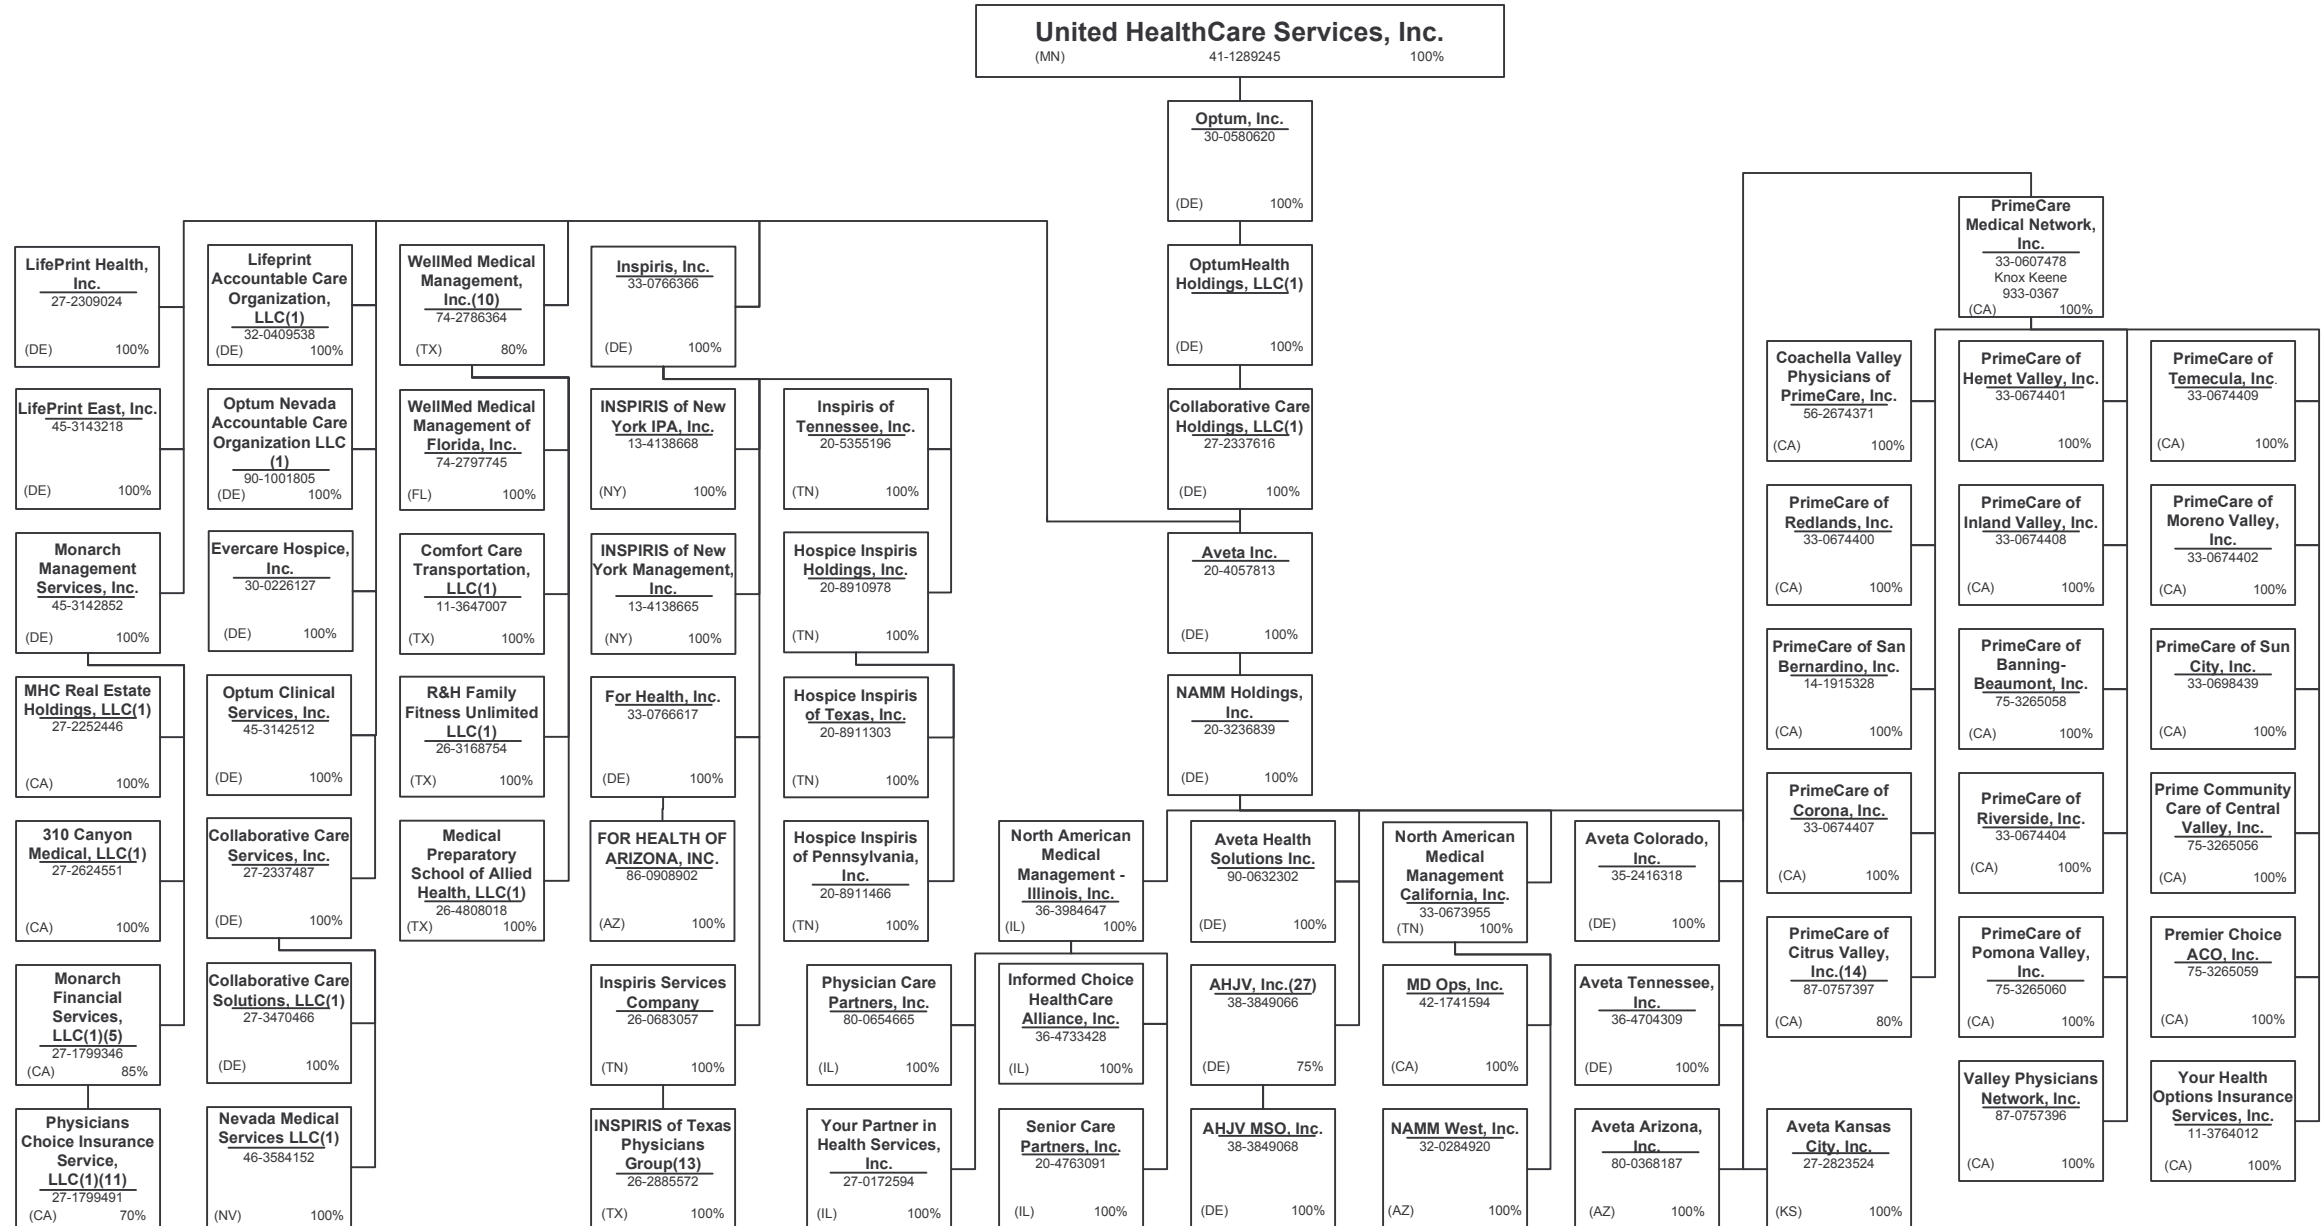 United HealthCare Services, Inc.
(MN) 41-1289245 100%
Optum, Inc.
30-0580620
(DE) 100%
OptumHealth
Holdings, LLC(1)
(DE) 100%
Collaborative Care
Holdings, LLC(1)
27-2337616
(DE) 100%
Aveta Inc.
20-4057813
(DE) 100%
NAMM Holdings,
Inc.
20-3236839
(DE) 100%
LifePrint Health,
Inc.
27-2309024
(DE) 100%
LifePrint East, Inc.
45-3143218
(DE) 100%
Monarch
Management
Services, Inc.
45-3142852
(DE) 100%
MHC Real Estate
Holdings, LLC(1)
27-2252446
(CA) 100%
310 Canyon
Medical, LLC(1)
27-2624551
(CA) 100%
Monarch
Financial
Services,
LLC(1)(5)
27-1799346
(CA) 85%
Physicians
Choice Insurance
Service,
LLC(1)(11)
27-1799491
(CA) 70%
Lifeprint
Accountable Care
Organization,
LLC(1)
32-0409538
(DE) 100%
Optum Nevada
Accountable Care
Organization LLC
(1)
90-1001805
(DE) 100%
Evercare Hospice,
Inc.
30-0226127
(DE) 100%
Optum Clinical
Services, Inc.
45-3142512
(DE) 100%
Collaborative Care
Services, Inc.
27-2337487
(DE) 100%
Collaborative Care
Solutions, LLC(1)
27-3470466
(DE) 100%
Nevada Medical
Services LLC(1)
46-3584152
(NV) 100%
WellMed Medical
Management,
Inc.(10)
74-2786364
(TX) 80%
WellMed Medical
Management of
Florida, Inc.
74-2797745
(FL) 100%
Comfort Care
Transportation,
LLC(1)
11-3647007
(TX) 100%
R&H Family
Fitness Unlimited
LLC(1)
26-3168754
(TX) 100%
Medical
Preparatory
School of Allied
Health, LLC(1)
26-4808018
(TX) 100%
Inspiris, Inc.
33-0766366
(DE) 100%
INSPIRIS of New
York IPA, Inc.
13-4138668
(NY) 100%
INSPIRIS of New
York Management,
Inc.
13-4138665
(NY) 100%
For Health, Inc.
33-0766617
(DE) 100%
FOR HEALTH OF
ARIZONA, INC.
86-0908902
(AZ) 100%
Inspiris Services
Company
26-0683057
(TN) 100%
INSPIRIS of Texas
Physicians
Group(13)
26-2885572
(TX) 100%
Inspiris of
Tennessee, Inc.
20-5355196
(TN) 100%
Hospice Inspiris
Holdings, Inc.
20-8910978
(TN) 100%
Hospice Inspiris
of Texas, Inc.
20-8911303
(TN) 100%
Hospice Inspiris
of Pennsylvania,
Inc.
20-8911466
(TN) 100%
Physician Care
Partners, Inc.
80-0654665
(IL) 100%
Your Partner in
Health Services,
Inc.
27-0172594
(IL) 100%
North American
Medical
Management -
Illinois, Inc.
36-3984647
(IL) 100%
Informed Choice
HealthCare
Alliance, Inc.
36-4733428
(IL) 100%
Senior Care
Partners, Inc.
20-4763091
(IL) 100%
Aveta Health
Solutions Inc.
90-0632302
(DE) 100%
AHJV, Inc.(27)
38-3849066
(DE) 75%
AHJV MSO, Inc.
38-3849068
(DE) 100%
North American
Medical
Management
California, Inc.
33-0673955
(TN) 100%
MD Ops, Inc.
42-1741594
(CA) 100%
NAMM West, Inc.
32-0284920
(AZ) 100%
Aveta Colorado,
Inc.
35-2416318
(DE) 100%
Aveta Tennessee,
Inc.
36-4704309
(DE) 100%
Aveta Arizona,
Inc.
80-0368187
(AZ) 100%
Aveta Kansas
City, Inc.
27-2823524
(KS) 100%
PrimeCare
Medical Network,
Inc.
33-0607478
Knox Keene
933-0367
(CA) 100%
Coachella Valley
Physicians of
PrimeCare, Inc.
56-2674371
(CA) 100%
PrimeCare of
Redlands, Inc.
33-0674400
(CA) 100%
PrimeCare of San
Bernardino, Inc.
14-1915328
(CA) 100%
PrimeCare of
Corona, Inc.
33-0674407
(CA) 100%
PrimeCare of
Citrus Valley,
Inc.(14)
87-0757397
(CA) 80%
PrimeCare of
Hemet Valley, Inc.
33-0674401
(CA) 100%
PrimeCare of
Inland Valley, Inc.
33-0674408
(CA) 100%
PrimeCare of
Banning-
Beaumont, Inc.
75-3265058
(CA) 100%
PrimeCare of
Riverside, Inc.
33-0674404
(CA) 100%
PrimeCare of
Pomona Valley,
Inc.
75-3265060
(CA) 100%
Valley Physicians
Network, Inc.
87-0757396
(CA) 100%
PrimeCare of
Temecula, Inc.
33-0674409
(CA) 100%
PrimeCare of
Moreno Valley,
Inc.
33-0674402
(CA) 100%
PrimeCare of Sun
City, Inc.
33-0698439
(CA) 100%
Prime Community
Care of Central
Valley, Inc.
75-3265056
(CA) 100%
Premier Choice
ACO, Inc.
75-3265059
(CA) 100%
Your Health
Options Insurance
Services, Inc.
11-3764012
(CA) 100%